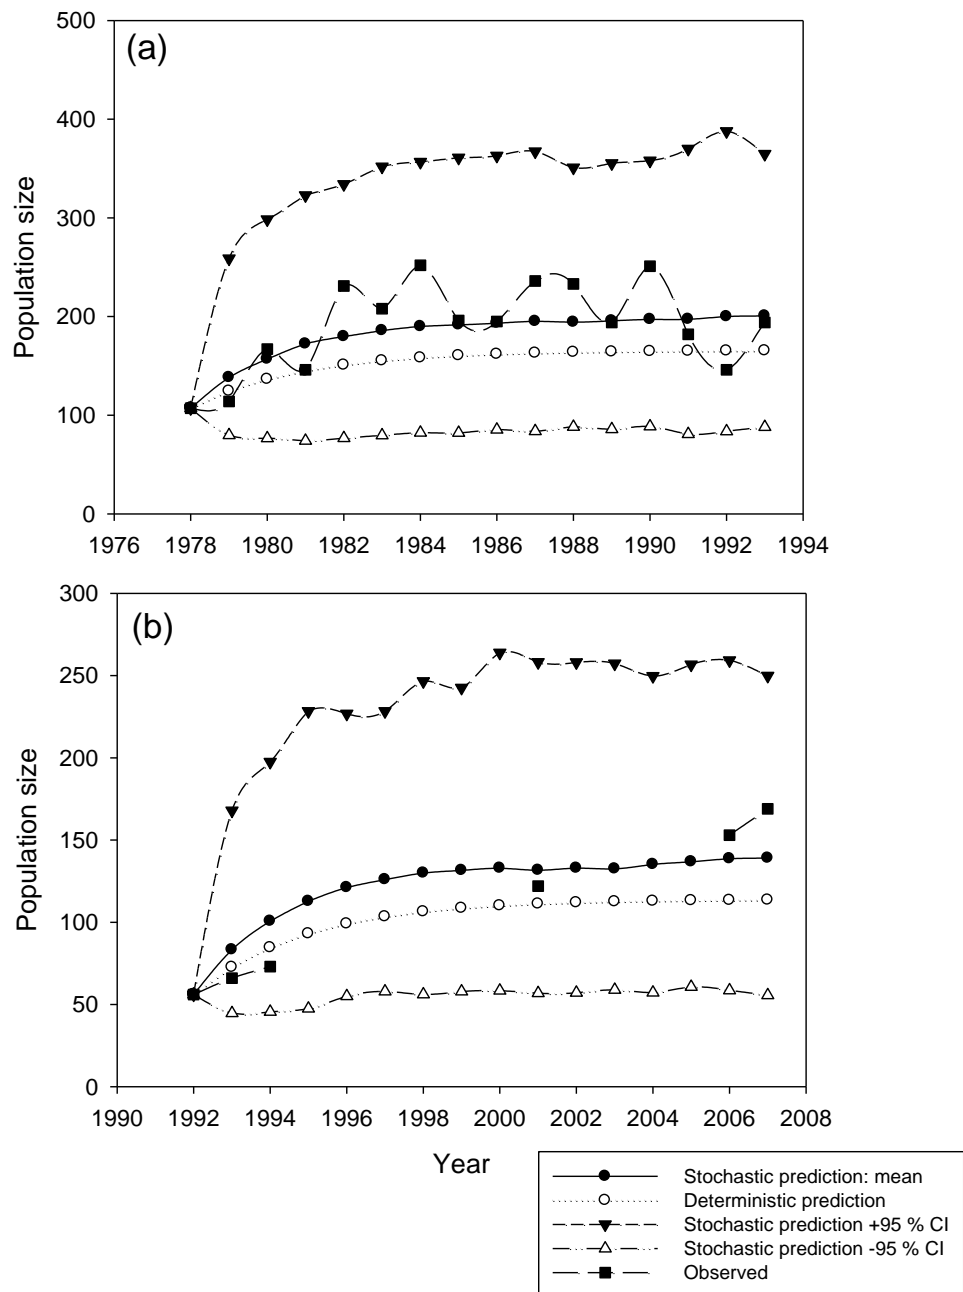 (a)
Population size
500
400
300
200
100
0
1976 1978 1980 1982 1984 1986 1988 1990 1992 1994
(b)
Population size
300
250
200
150
100
50
0
1990 1992 1994 1996 1998 2000 2002 2004 2006 2008
Year
Stochastic prediction: mean
Deterministic prediction
Stochastic prediction +95 % CI
Stochastic prediction -95 % CI
Observed